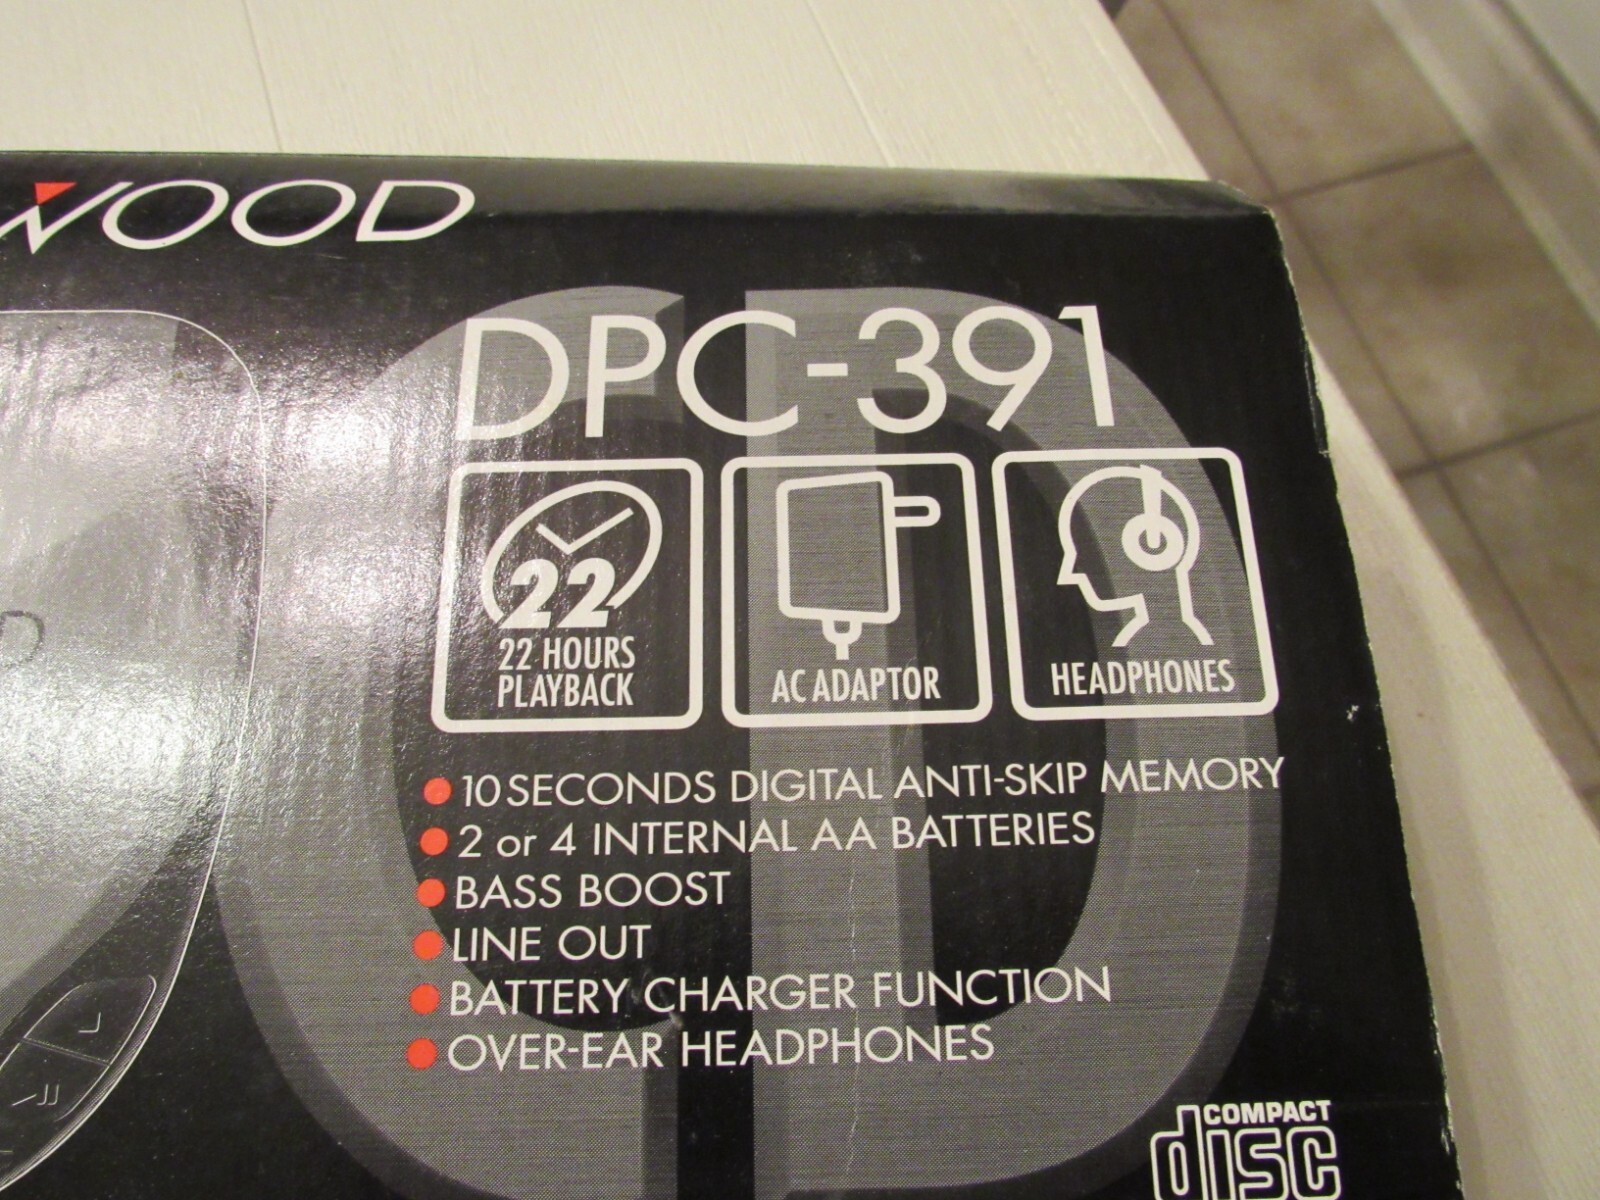 WOOD
DPC-391
22
22 HOURS
PLAYBACK
AC ADAPTOR
HEADPHONES
10 SECONDS DIGITAL ANTI-SKIP MEMORY
2 or 4 INTERNAL AA BATTERIES
BASS BOOST
LINE OUT
BATTERY CHARGER FUNCTION
OVER-EAR HEADPHONES
COMPACT
disc